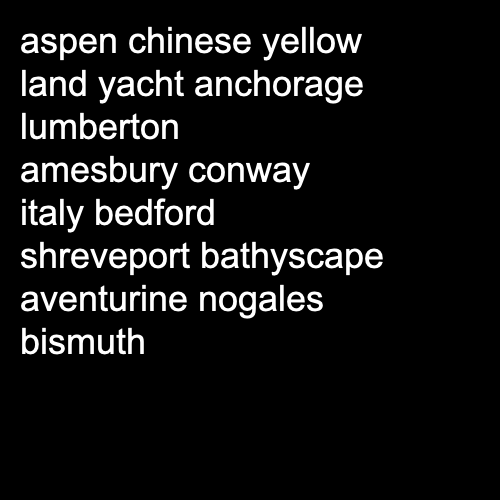 aspen chinese yellow
land yacht anchorage
lumberton
amesbury conway
italy bedford
shreveport bathyscape
aventurine nogales
bismuth